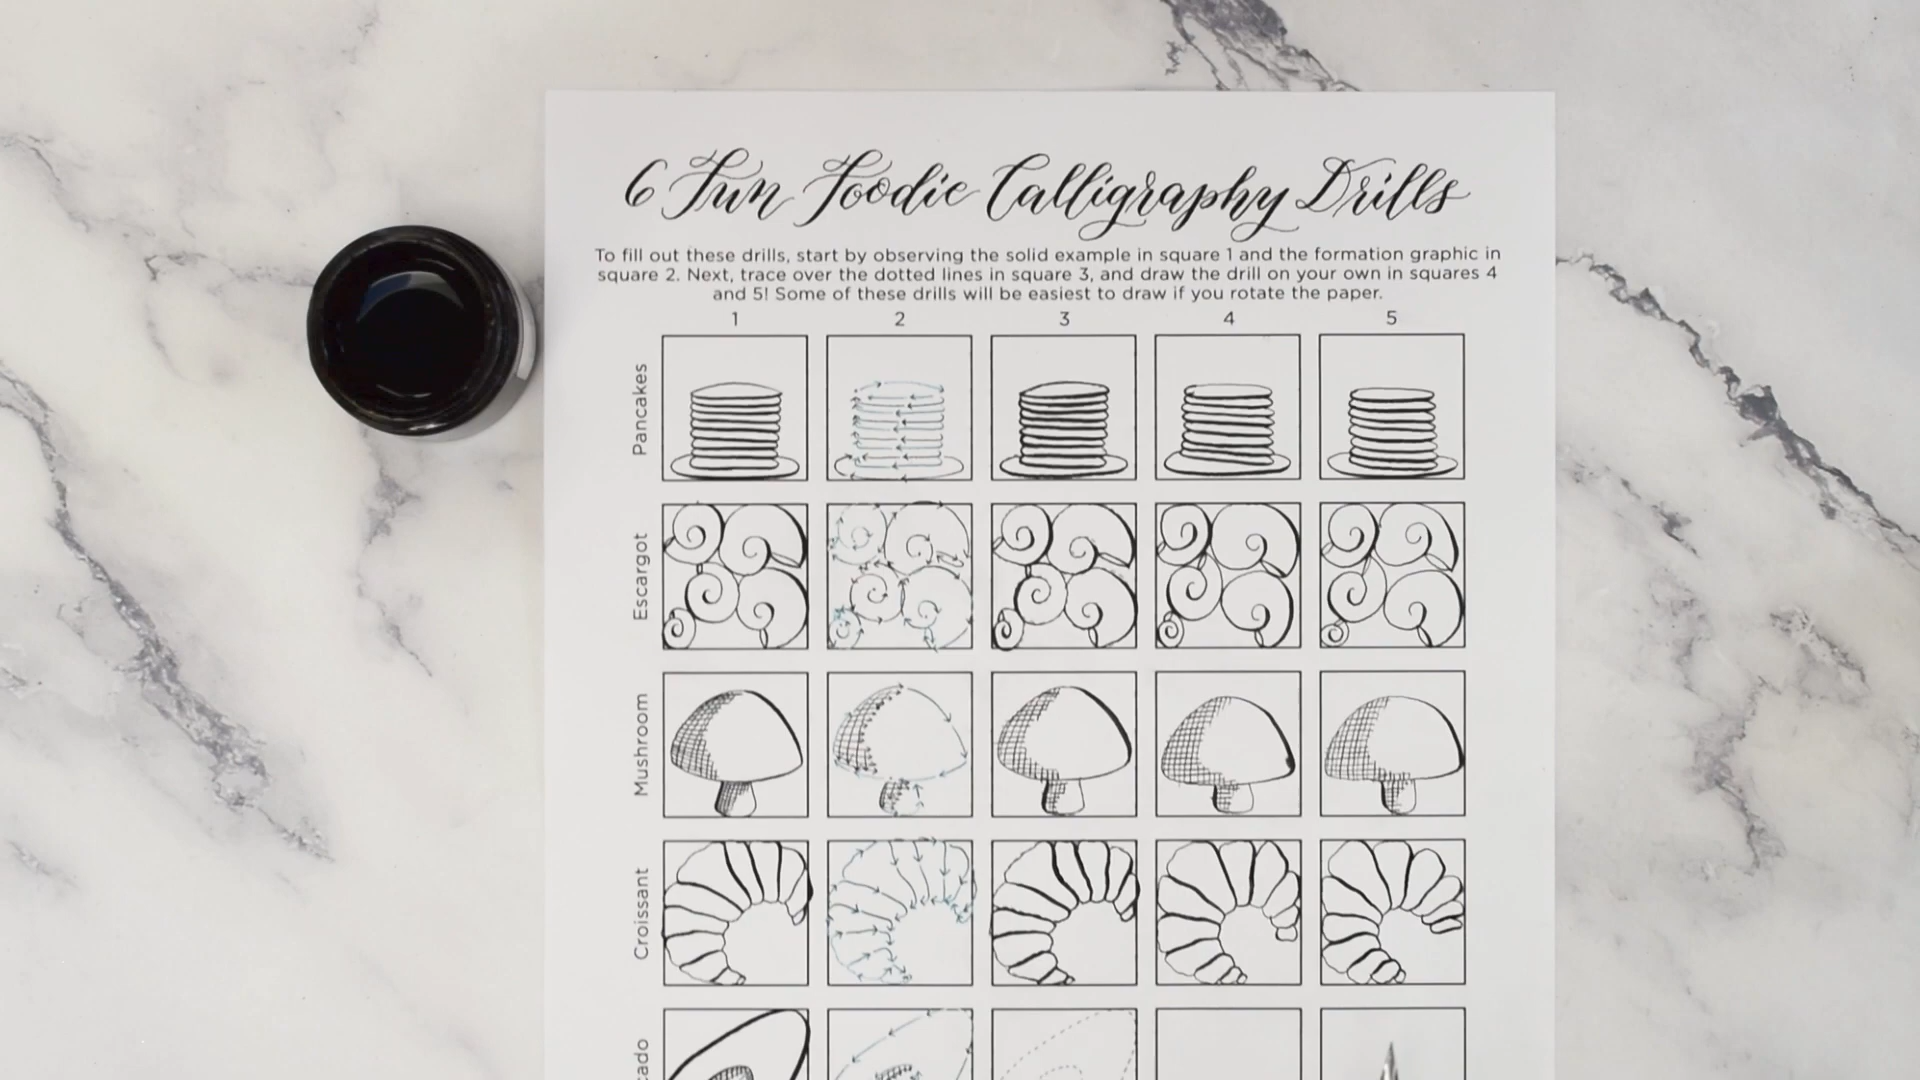 6 Fun Foodie Calligraphy Drills
To fill out these drills, start by observing the solid example in square 1 and the formation graphic in
square 2. Next, trace over the dotted lines in square 3, and draw the drill on your own in squares 4
and 5! Some of these drills will be easiest to draw if you rotate the paper.
1 2 3 4 5
Pancakes
Escargot
Mushroom
Croissant
cado